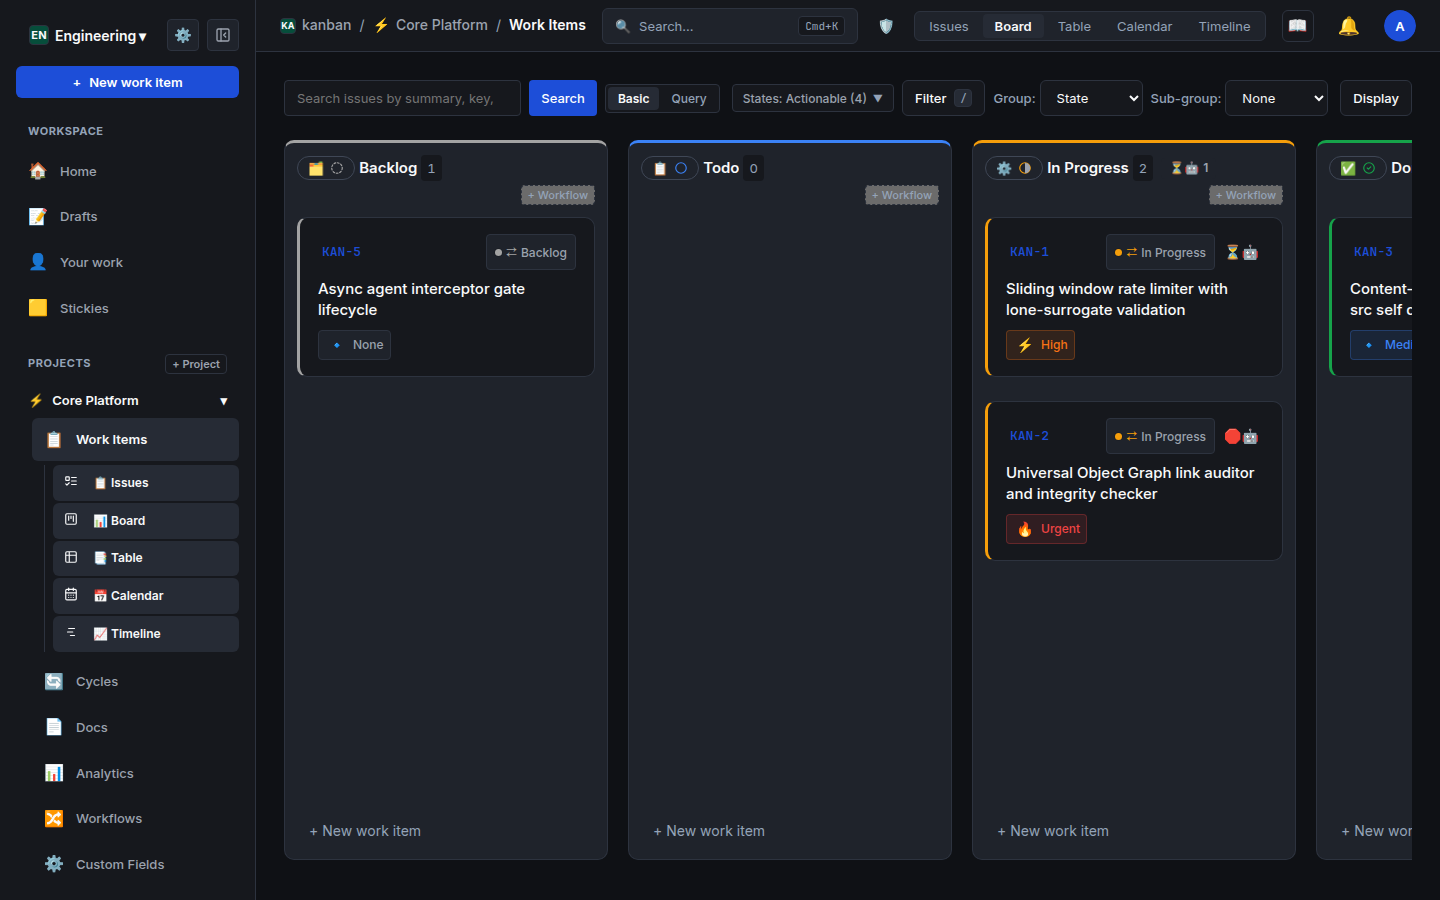 EN Engineering ▾
+ New work item
WORKSPACE
Home
Drafts
Your work
Stickies
PROJECTS
+ Project
Core Platform ▾
Work Items
Issues
Board
Table
Calendar
Timeline
Cycles
Docs
Analytics
Workflows
Custom Fields
KA kanban / Core Platform / Work Items
Search... Cmd+K
Issues Board Table Calendar Timeline
A
Search issues by summary, key,
Search
Basic Query
States: Actionable (4) ▼
Filter /
Group: State
Sub-group: None
Display
Backlog 1
+ Workflow
KAN-5
⇄ Backlog
Async agent interceptor gate
lifecycle
None
+ New work item
Todo 0
+ Workflow
+ New work item
In Progress 2 1
+ Workflow
KAN-1
⇄ In Progress
Sliding window rate limiter with
lone-surrogate validation
High
KAN-2
⇄ In Progress
Universal Object Graph link auditor
and integrity checker
Urgent
+ New work item
Do
KAN-3
Content-
src self
Medi
+ New wor